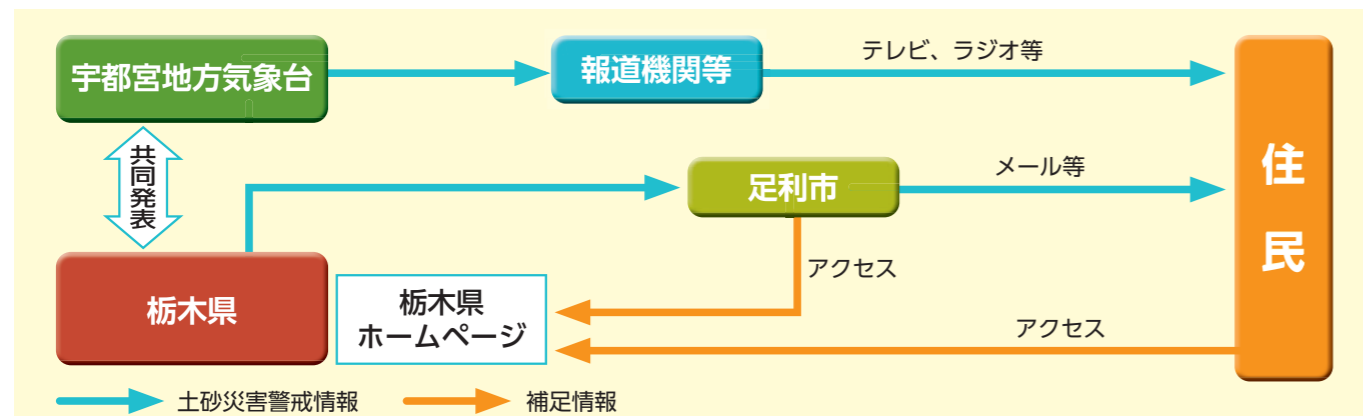 宇都宮地方気象台
報道機関等
テレビ、ラジオ等
住民
共同発表
足利市
メール等
アクセス
栃木県
栃木県
ホームページ
アクセス
土砂災害警戒情報
補足情報